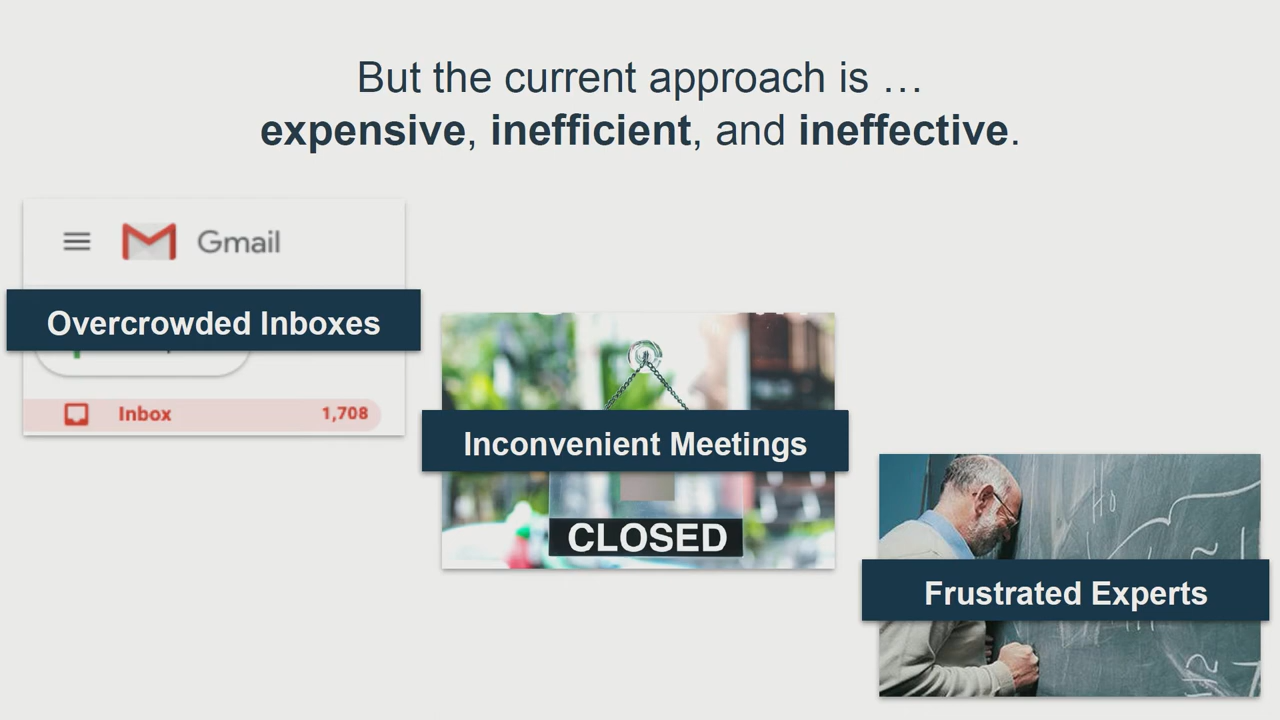 But the current approach is …
expensive, inefficient, and ineffective.
Gmail
Overcrowded Inboxes
Inbox 1,708
Inconvenient Meetings
CLOSED
Frustrated Experts